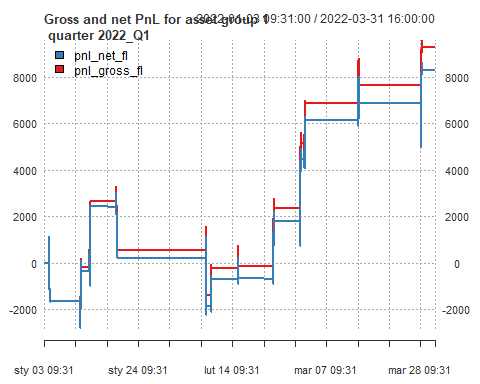 Gross and net PnL for asset group 1
quarter 2022_Q1
2022-01-03 09:31:00 / 2022-03-31 16:00:00
pnl_net_fl
pnl_gross_fl
8000
6000
4000
2000
0
-2000
8000
6000
4000
2000
0
-2000
sty 03 09:31
sty 24 09:31
lut 14 09:31
mar 07 09:31
mar 28 09:31